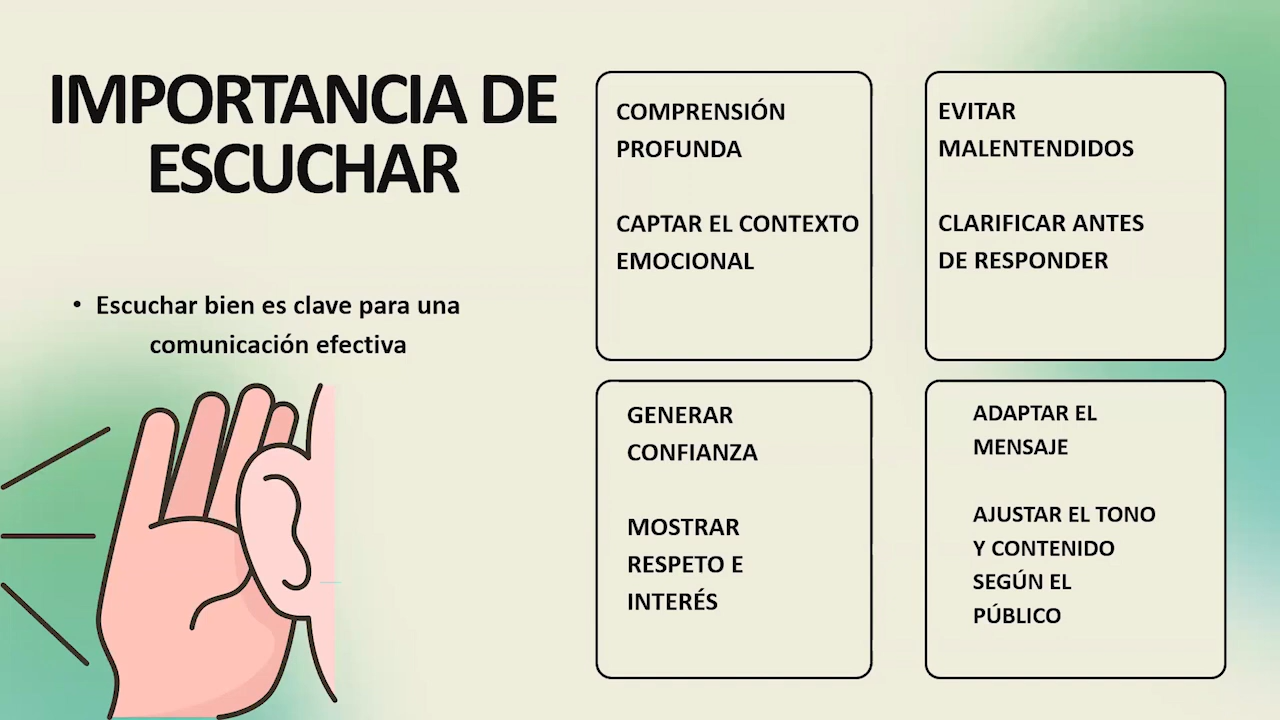 IMPORTANCIA DE
ESCUCHAR
• Escuchar bien es clave para una
comunicación efectiva
COMPRENSIÓN
PROFUNDA
CAPTAR EL CONTEXTO
EMOCIONAL
EVITAR
MALENTENDIDOS
CLARIFICAR ANTES
DE RESPONDER
GENERAR
CONFIANZA
MOSTRAR
RESPETO E
INTERÉS
ADAPTAR EL
MENSAJE
AJUSTAR EL TONO
Y CONTENIDO
SEGÚN EL
PÚBLICO